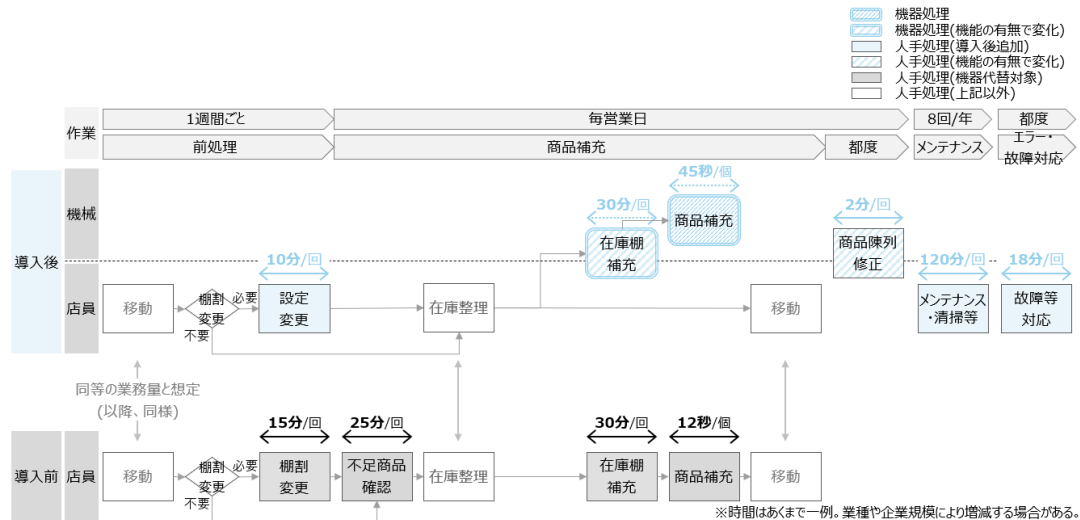 機器処理
機器処理(機能の有無で変化)
人手処理(導入後追加)
人手処理(機能の有無で変化)
人手処理(機器代替対象)
人手処理(上記以外)
作業
1週間ごと
毎営業日
8回/年
都度
前処理
商品補充
都度
メンテナンス
エラー・
故障対応
導入後
機械
45秒/個
商品補充
30分/回
在庫棚
補充
2分/回
商品陳列
修正
店員
移動
棚割
変更
必要
不要
10分/回
設定
変更
在庫整理
移動
120分/回
メンテナンス
・清掃等
18分/回
故障等
対応
同等の業務量と想定
(以降、同様)
導入前
店員
移動
棚割
変更
必要
不要
15分/回
棚割
変更
25分/回
不足商品
確認
在庫整理
30分/回
在庫棚
補充
12秒/個
商品補充
移動
※時間はあくまで一例。業種や企業規模により増減する場合がある。